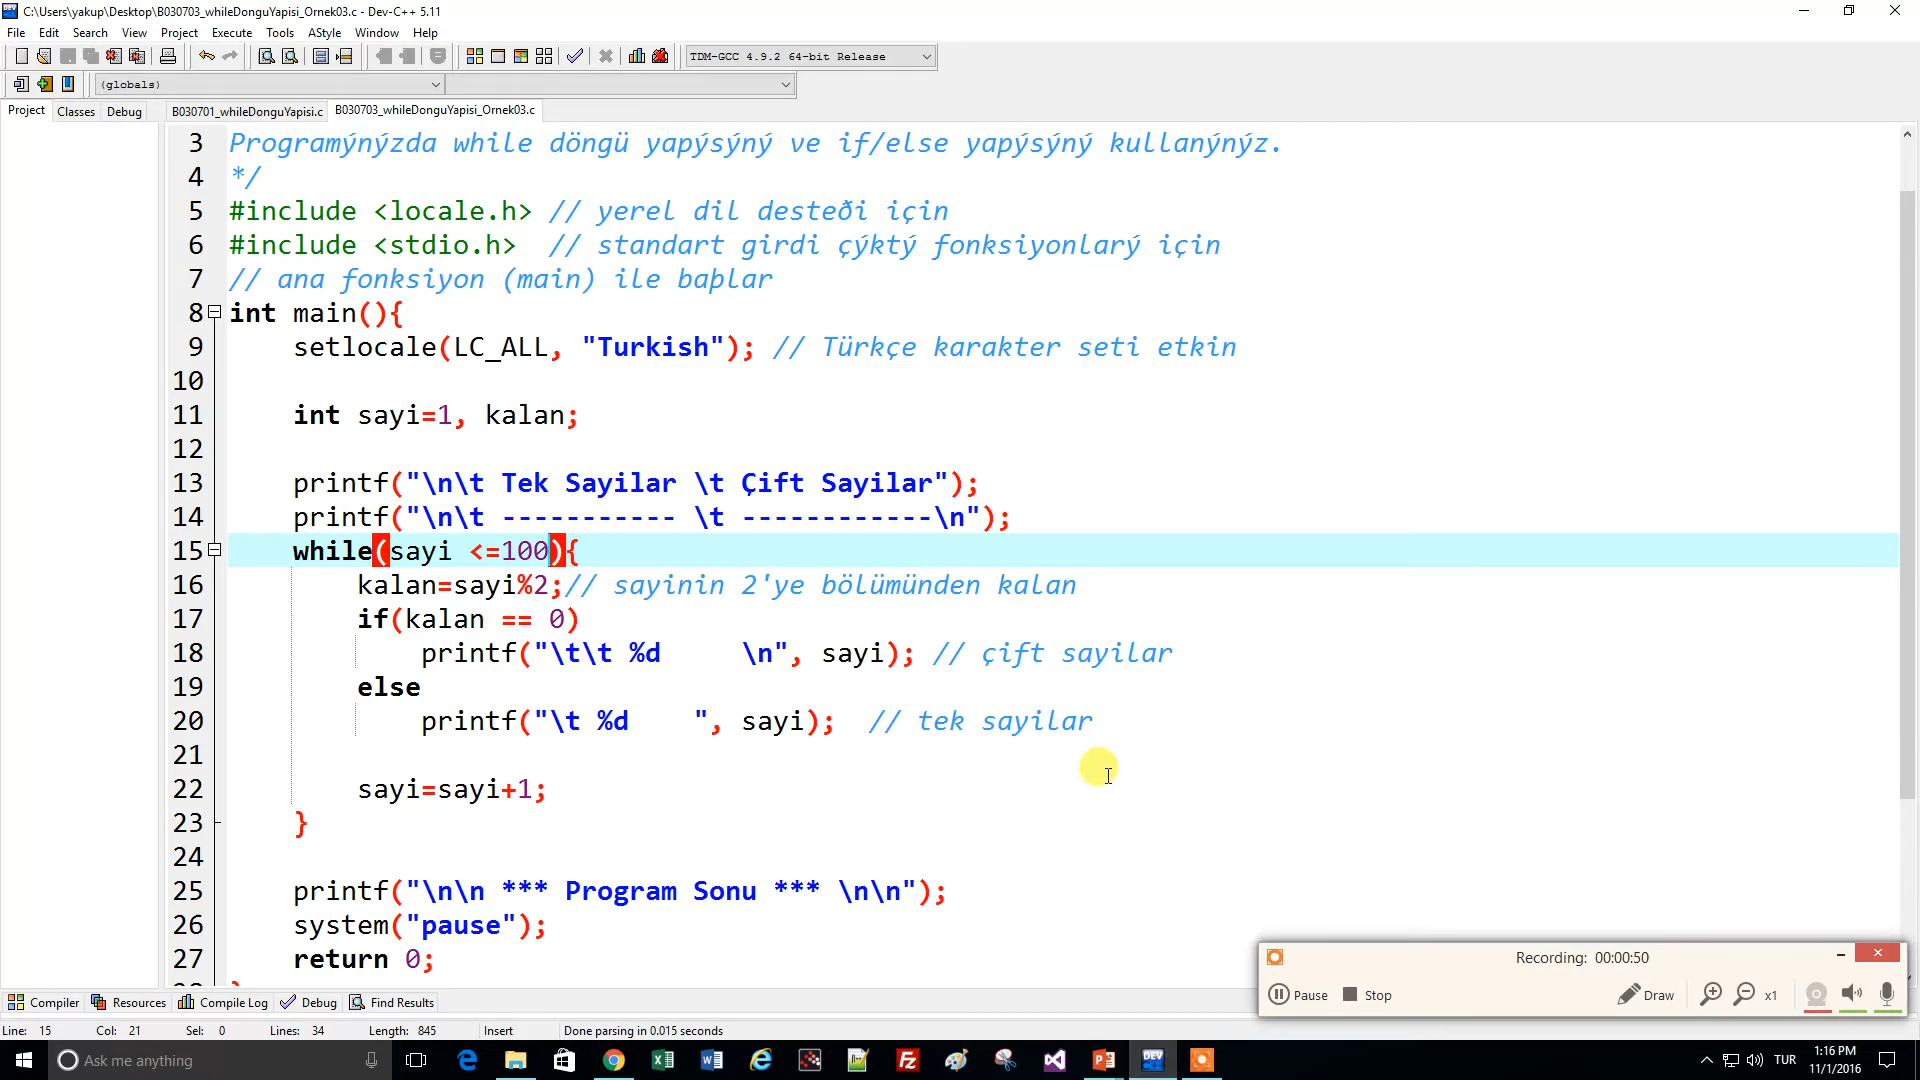 C:\Users\yakup\Desktop\B030703_whileDonguYapisi_Ornek03.c - Dev-C++ 5.11
File Edit Search View Project Execute Tools AStyle Window Help
TDM-GCC 4.9.2 64-bit Release
(globals)
Project Classes Debug B030701_whileDonguYapisi.c B030703_whileDonguYapisi_Ornek03.c
3 Programýnýzda while döngü yapýsýný ve if/else yapýsýný kullanýnýz.
4 */
5 #include <locale.h> // yerel dil desteði için
6 #include <stdio.h>  // standart girdi çýktý fonksiyonlarý için
7 // ana fonksiyon (main) ile baþlar
8 int main(){
9     setlocale(LC_ALL, "Turkish"); // Türkçe karakter seti etkin
10
11     int sayi=1, kalan;
12
13     printf("\n\t Tek Sayilar \t Çift Sayilar");
14     printf("\n\t ----------- \t ------------\n");
15     while(sayi <=100){
16         kalan=sayi%2;// sayinin 2'ye bölümünden kalan
17         if(kalan == 0)
18             printf("\t\t %d     \n", sayi); // çift sayilar
19         else
20             printf("\t %d    ", sayi);  // tek sayilar
21
22         sayi=sayi+1;
23     }
24
25     printf("\n\n *** Program Sonu *** \n\n");
26     system("pause");
27     return 0;
Recording: 00:00:50
Pause Stop Draw x1
Compiler Resources Compile Log Debug Find Results
Line: 15 Col: 21 Sel: 0 Lines: 34 Length: 845 Insert Done parsing in 0.015 seconds
Ask me anything
TUR
1:16 PM
11/1/2016